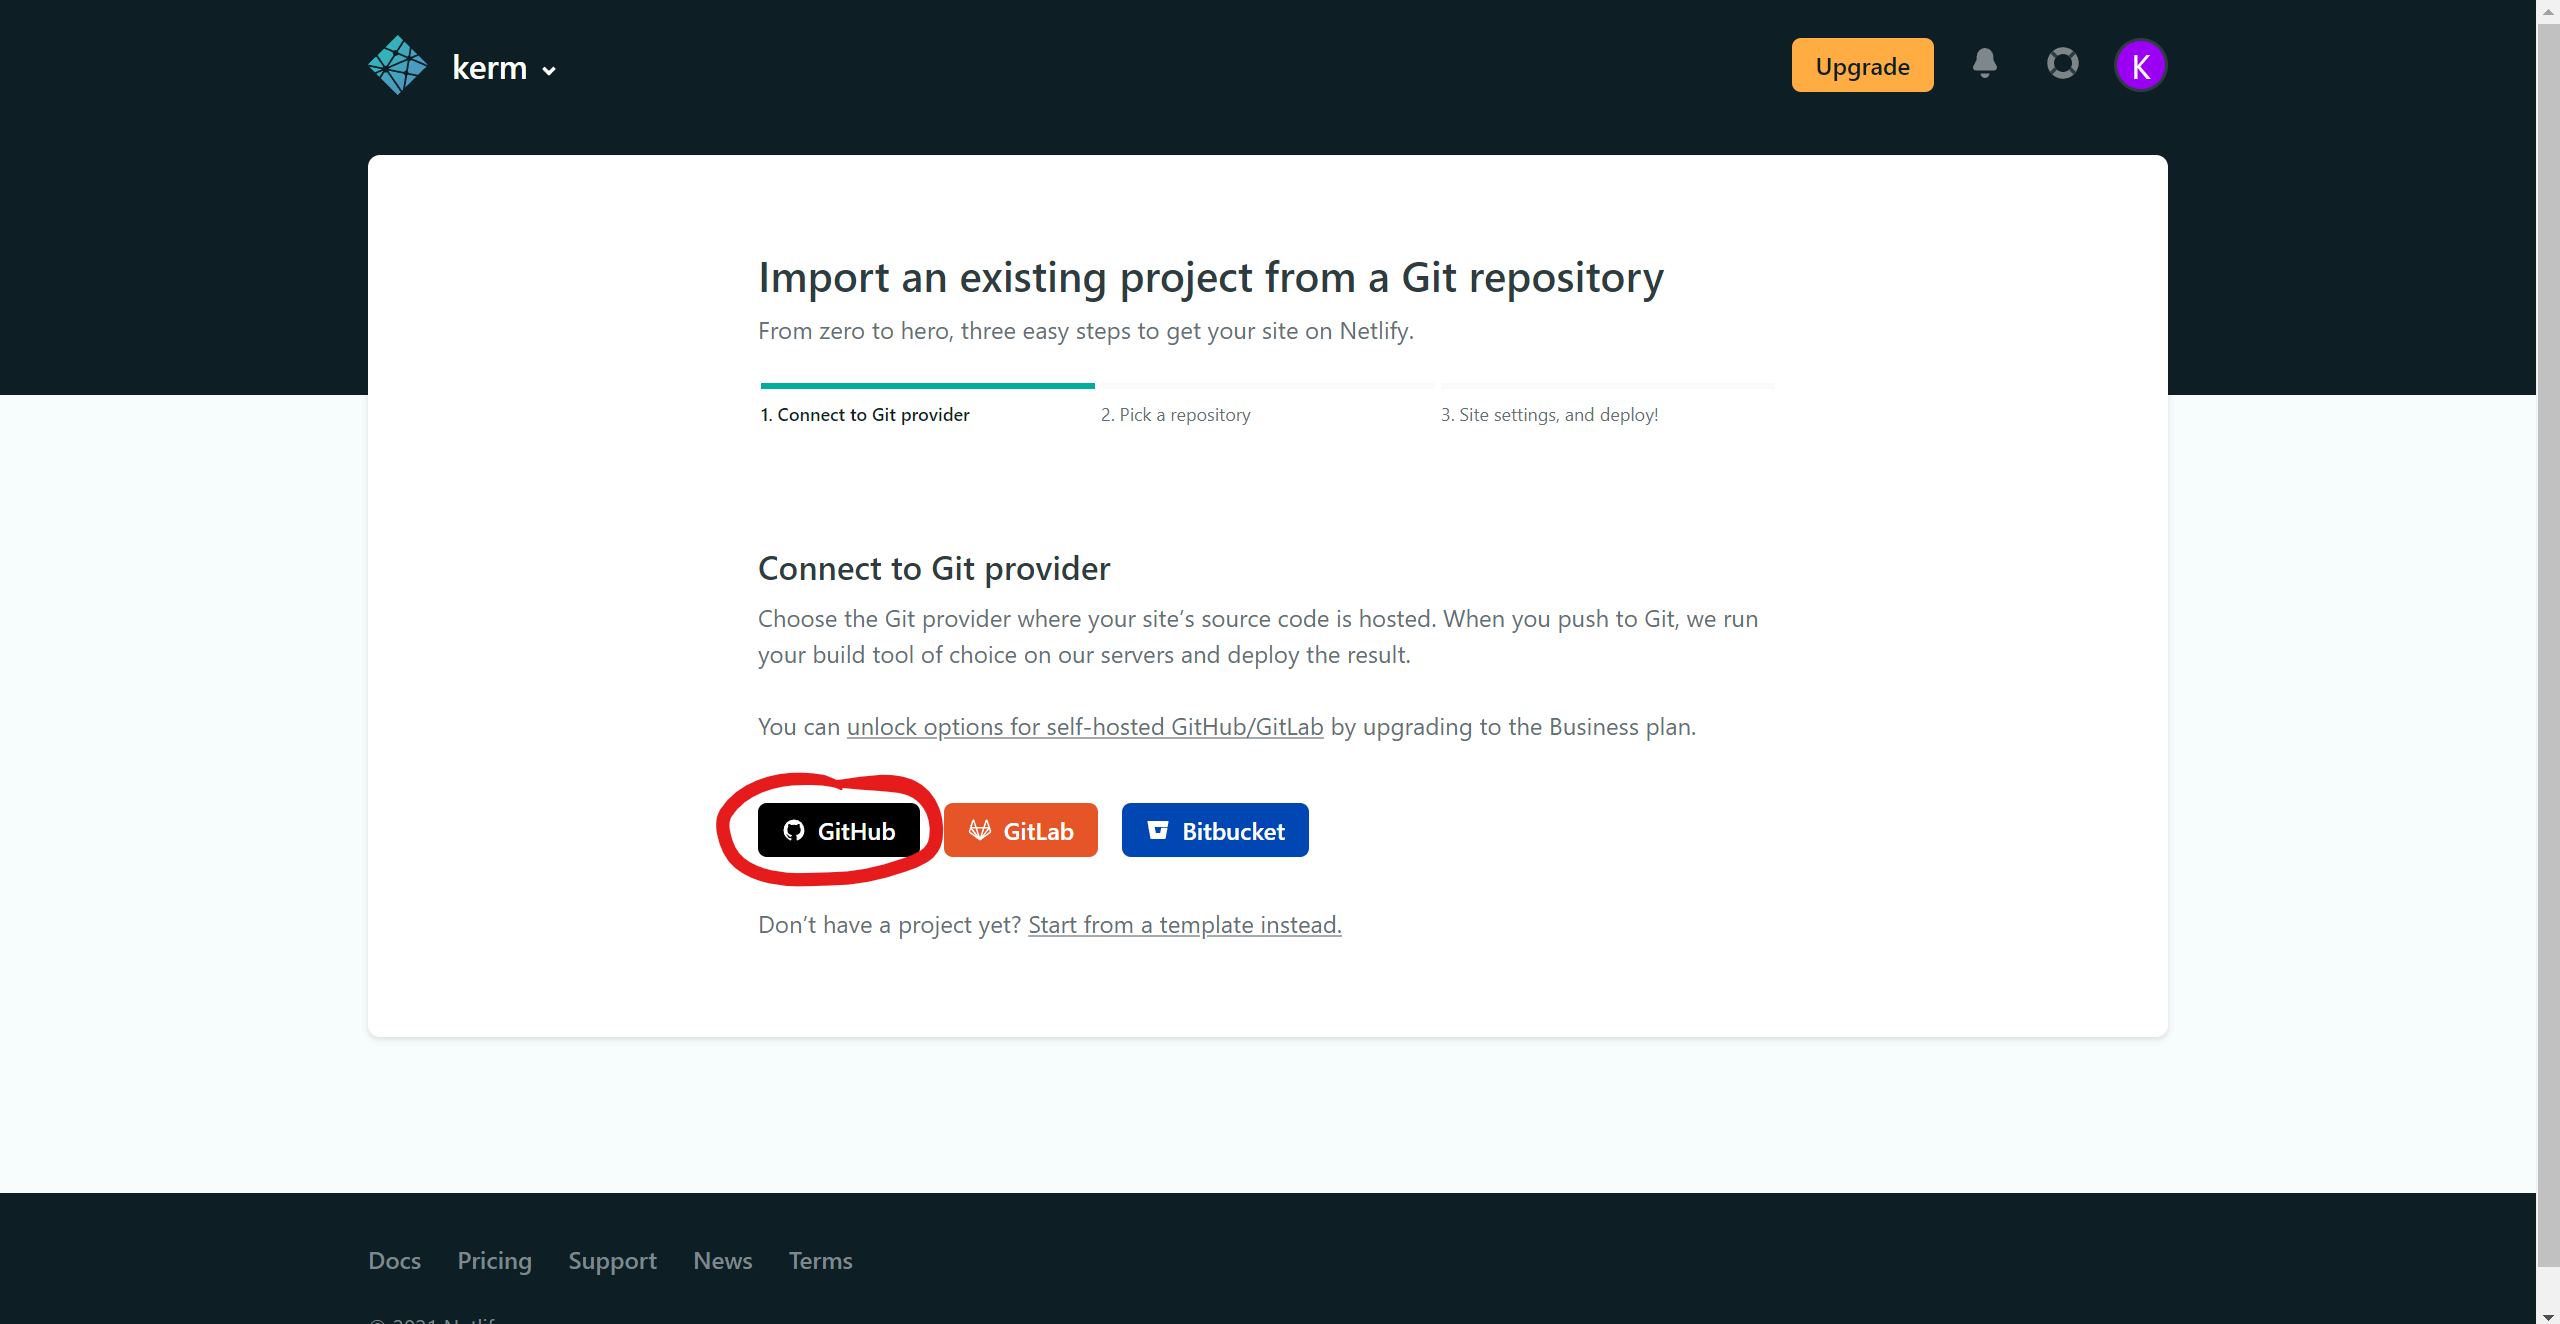 kerm
Upgrade
K
Import an existing project from a Git repository
From zero to hero, three easy steps to get your site on Netlify.
1. Connect to Git provider
2. Pick a repository
3. Site settings, and deploy!
Connect to Git provider
Choose the Git provider where your site’s source code is hosted. When you push to Git, we run
your build tool of choice on our servers and deploy the result.
You can unlock options for self-hosted GitHub/GitLab by upgrading to the Business plan.
GitHub
GitLab
Bitbucket
Don’t have a project yet? Start from a template instead.
Docs
Pricing
Support
News
Terms
© 2021 Netlify